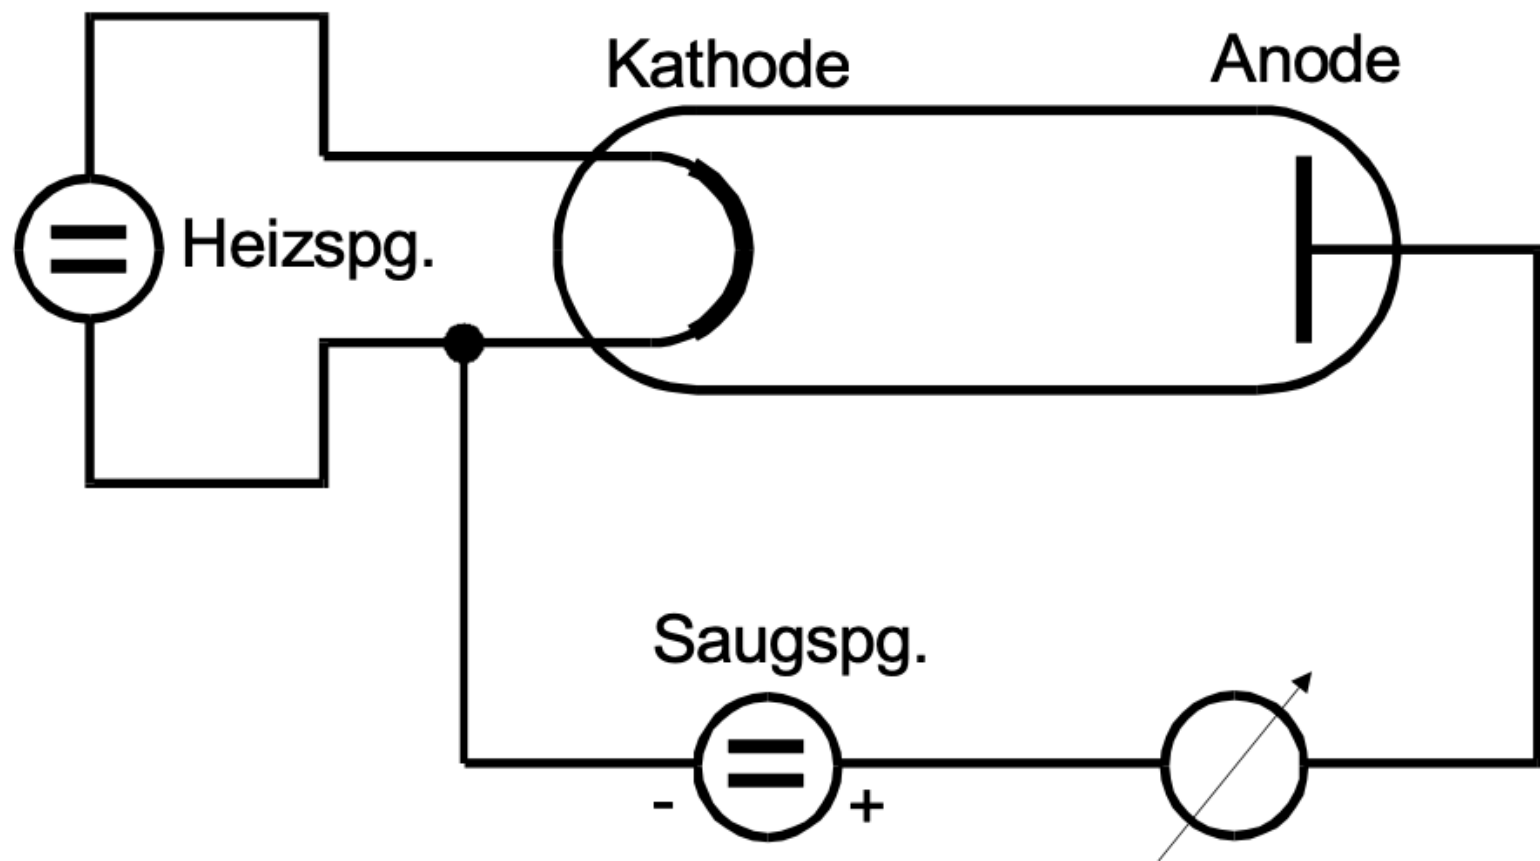 Kathode
Anode
Heizspg.
Saugspg.
- +